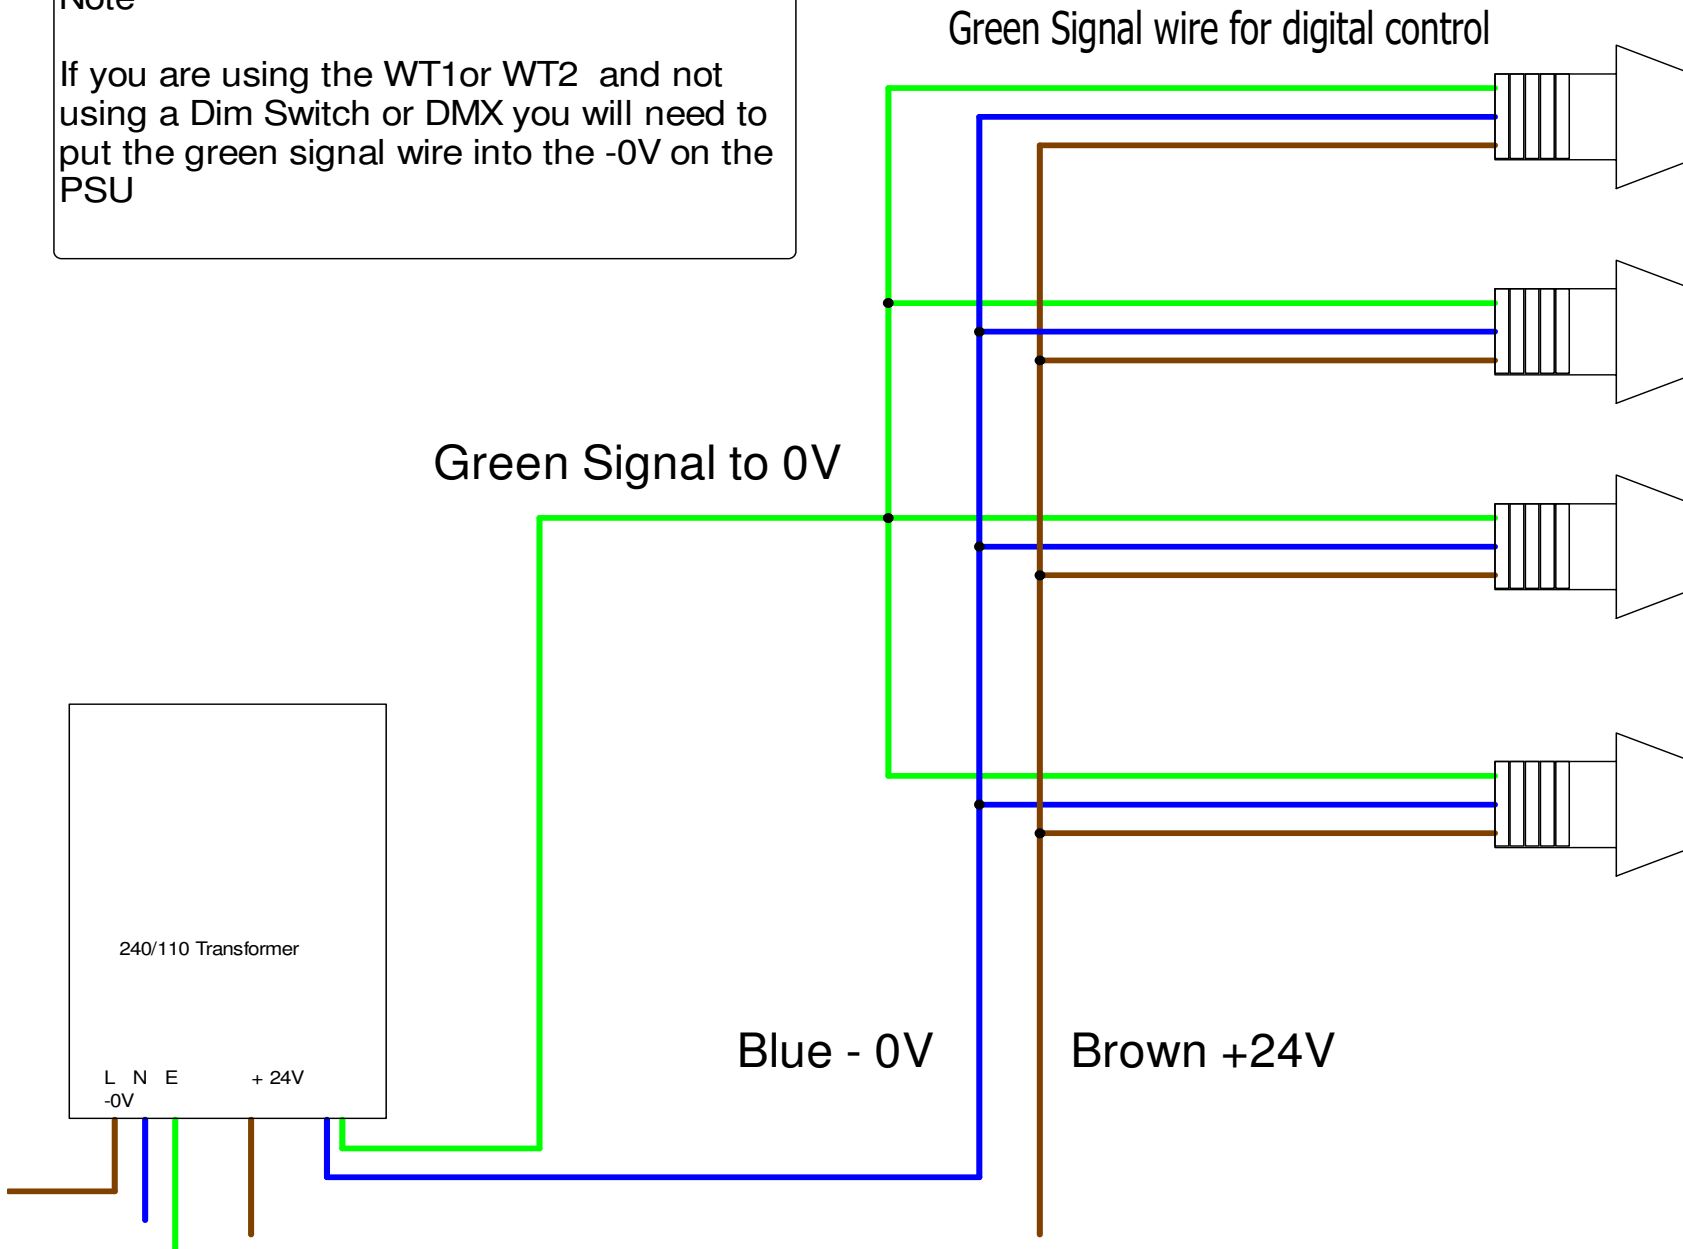 Note
If you are using the WT1or WT2 and not
using a Dim Switch or DMX you will need to
put the green signal wire into the -0V on the
PSU
Green Signal wire for digital control
Green Signal to 0V
240/110 Transformer
L N E + 24V
-0V
Blue - 0V
Brown +24V